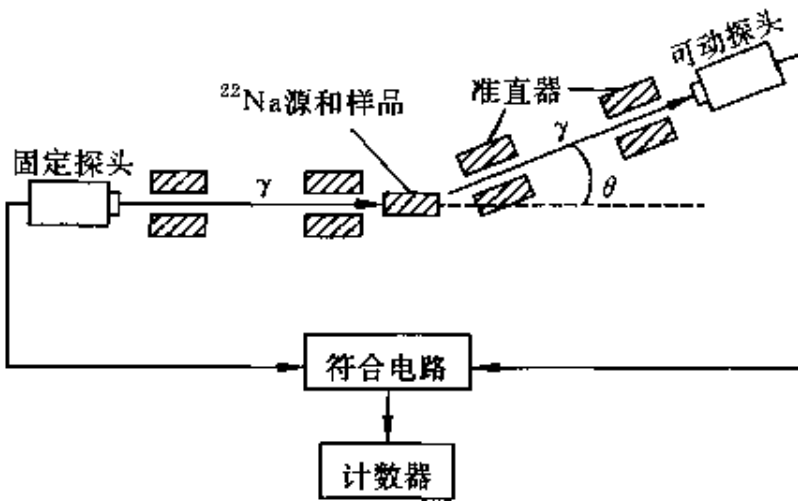 可动探头
²²Na源和样品
准直器
固定探头
γ
γ
θ
符合电路
计数器